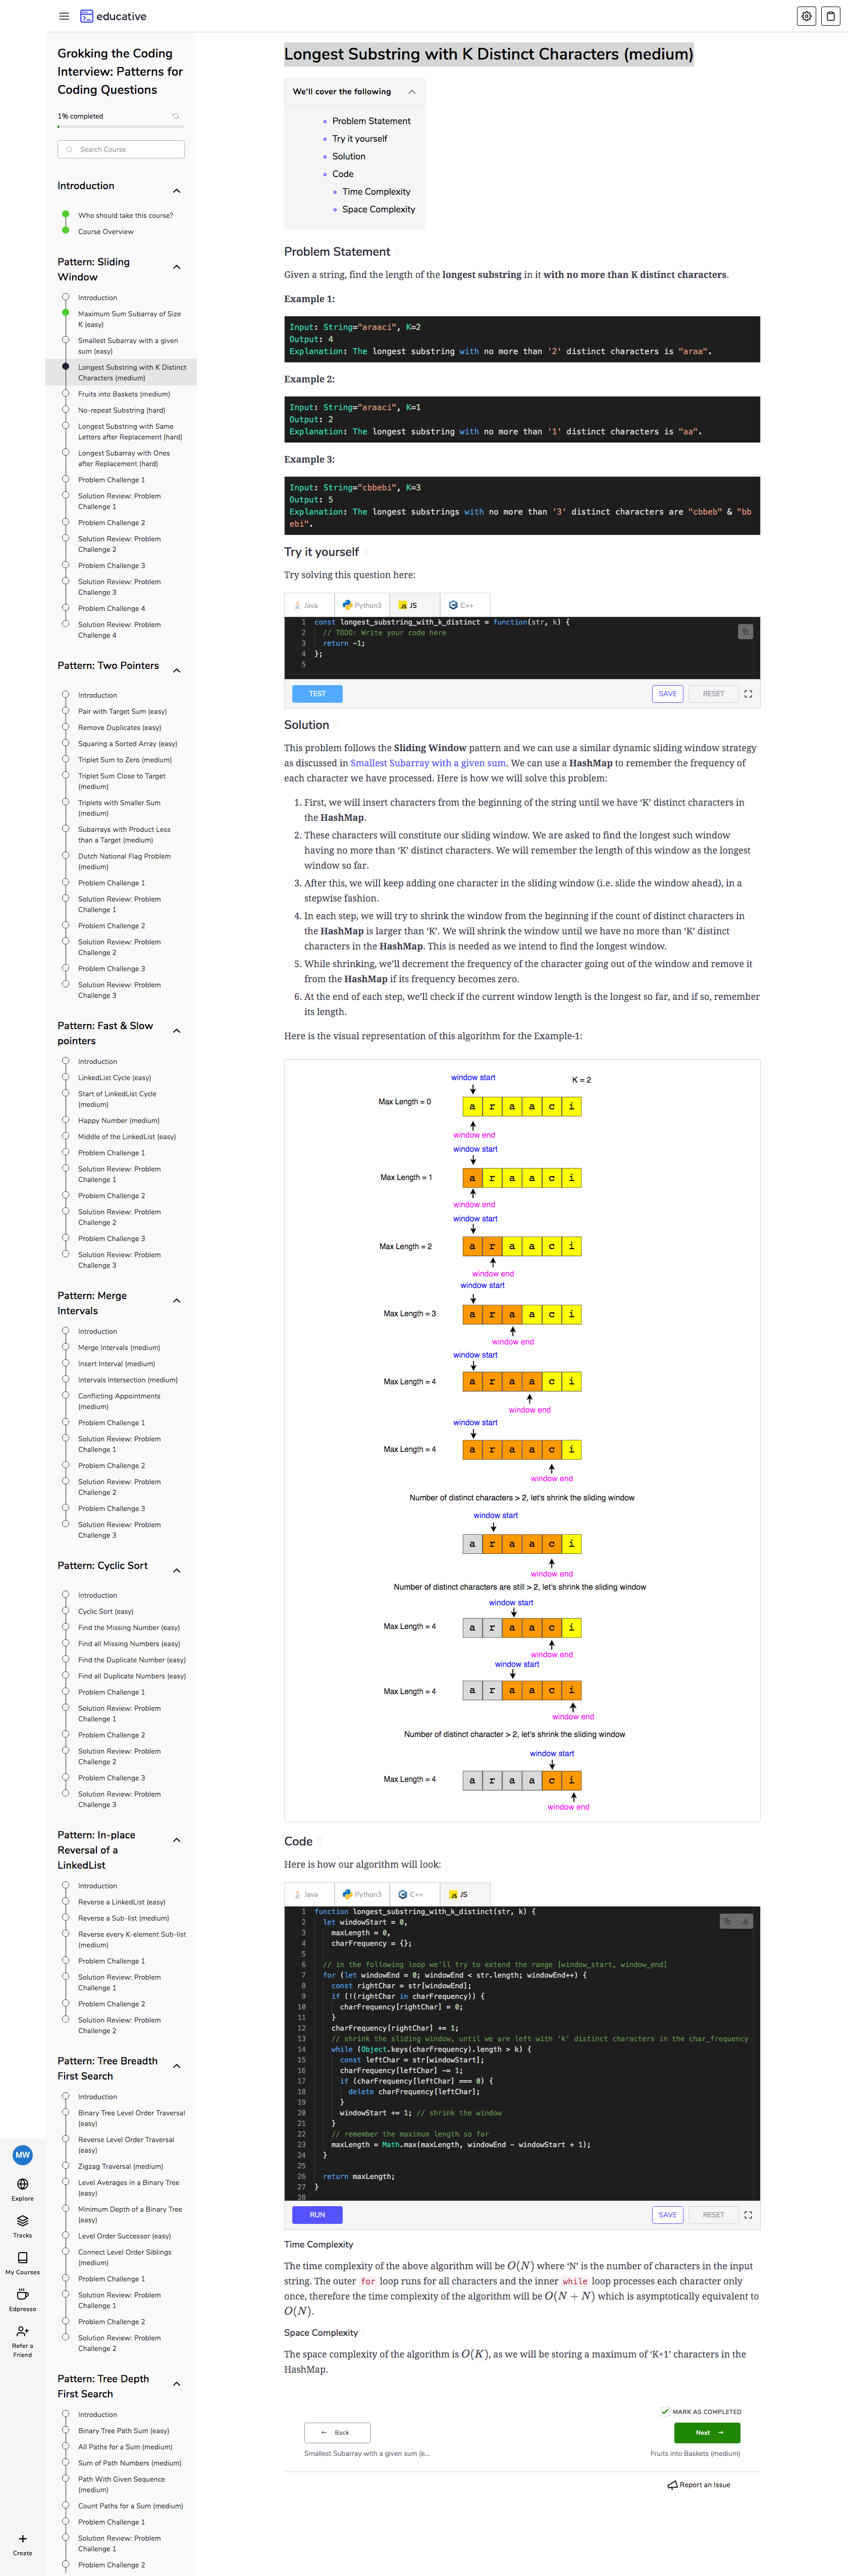 educative
Grokking the Coding
Interview: Patterns for
Coding Questions
1% completed
Search Course
Introduction
Who should take this course?
Course Overview
Pattern: Sliding
Window
Introduction
Maximum Sum Subarray of Size
K (easy)
Smallest Subarray with a given
sum (easy)
Longest Substring with K Distinct
Characters (medium)
Fruits into Baskets (medium)
No-repeat Substring (hard)
Longest Substring with Same
Letters after Replacement (hard)
Longest Subarray with Ones
after Replacement (hard)
Problem Challenge 1
Solution Review: Problem
Challenge 1
Problem Challenge 2
Solution Review: Problem
Challenge 2
Problem Challenge 3
Solution Review: Problem
Challenge 3
Problem Challenge 4
Solution Review: Problem
Challenge 4
Pattern: Two Pointers
Introduction
Pair with Target Sum (easy)
Remove Duplicates (easy)
Squaring a Sorted Array (easy)
Triplet Sum to Zero (medium)
Triplet Sum Close to Target
(medium)
Triplets with Smaller Sum
(medium)
Subarrays with Product Less
than a Target (medium)
Dutch National Flag Problem
(medium)
Problem Challenge 1
Solution Review: Problem
Challenge 1
Problem Challenge 2
Solution Review: Problem
Challenge 2
Problem Challenge 3
Solution Review: Problem
Challenge 3
Pattern: Fast & Slow
pointers
Introduction
LinkedList Cycle (easy)
Start of LinkedList Cycle
(medium)
Happy Number (medium)
Middle of the LinkedList (easy)
Problem Challenge 1
Solution Review: Problem
Challenge 1
Problem Challenge 2
Solution Review: Problem
Challenge 2
Problem Challenge 3
Solution Review: Problem
Challenge 3
Pattern: Merge
Intervals
Introduction
Merge Intervals (medium)
Insert Interval (medium)
Intervals Intersection (medium)
Conflicting Appointments
(medium)
Problem Challenge 1
Solution Review: Problem
Challenge 1
Problem Challenge 2
Solution Review: Problem
Challenge 2
Problem Challenge 3
Solution Review: Problem
Challenge 3
Pattern: Cyclic Sort
Introduction
Cyclic Sort (easy)
Find the Missing Number (easy)
Find all Missing Numbers (easy)
Find the Duplicate Number (easy)
Find all Duplicate Numbers (easy)
Problem Challenge 1
Solution Review: Problem
Challenge 1
Problem Challenge 2
Solution Review: Problem
Challenge 2
Problem Challenge 3
Solution Review: Problem
Challenge 3
Pattern: In-place
Reversal of a
LinkedList
Introduction
Reverse a LinkedList (easy)
Reverse a Sub-list (medium)
Reverse every K-element Sub-list
(medium)
Problem Challenge 1
Solution Review: Problem
Challenge 1
Problem Challenge 2
Solution Review: Problem
Challenge 2
Pattern: Tree Breadth
First Search
Introduction
Binary Tree Level Order Traversal
(easy)
Reverse Level Order Traversal
(easy)
Zigzag Traversal (medium)
Level Averages in a Binary Tree
(easy)
Minimum Depth of a Binary Tree
(easy)
Level Order Successor (easy)
Connect Level Order Siblings
(medium)
Problem Challenge 1
Solution Review: Problem
Challenge 1
Problem Challenge 2
Solution Review: Problem
Challenge 2
Pattern: Tree Depth
First Search
Introduction
Binary Tree Path Sum (easy)
All Paths for a Sum (medium)
Sum of Path Numbers (medium)
Path With Given Sequence
(medium)
Count Paths for a Sum (medium)
Problem Challenge 1
Solution Review: Problem
Challenge 1
Problem Challenge 2
MW
Explore
Tracks
My Courses
Edpresso
Refer a
Friend
Create
Longest Substring with K Distinct Characters (medium)
We'll cover the following
Problem Statement
Try it yourself
Solution
Code
Time Complexity
Space Complexity
Problem Statement
Given a string, find the length of the longest substring in it with no more than K distinct characters.
Example 1:
Input: String="araaci", K=2
Output: 4
Explanation: The longest substring with no more than '2' distinct characters is "araa".
Example 2:
Input: String="araaci", K=1
Output: 2
Explanation: The longest substring with no more than '1' distinct characters is "aa".
Example 3:
Input: String="cbbebi", K=3
Output: 5
Explanation: The longest substrings with no more than '3' distinct characters are "cbbeb" & "bb
ebi".
Try it yourself
Try solving this question here:
Java Python3 JS C++
1 const longest_substring_with_k_distinct = function(str, k) {
2 // TODO: Write your code here
3 return -1;
4 };
5
TEST SAVE RESET
Solution
This problem follows the Sliding Window pattern and we can use a similar dynamic sliding window strategy
as discussed in Smallest Subarray with a given sum. We can use a HashMap to remember the frequency of
each character we have processed. Here is how we will solve this problem:
1. First, we will insert characters from the beginning of the string until we have ‘K’ distinct characters in
the HashMap.
2. These characters will constitute our sliding window. We are asked to find the longest such window
having no more than ‘K’ distinct characters. We will remember the length of this window as the longest
window so far.
3. After this, we will keep adding one character in the sliding window (i.e. slide the window ahead), in a
stepwise fashion.
4. In each step, we will try to shrink the window from the beginning if the count of distinct characters in
the HashMap is larger than ‘K’. We will shrink the window until we have no more than ‘K’ distinct
characters in the HashMap. This is needed as we intend to find the longest window.
5. While shrinking, we’ll decrement the frequency of the character going out of the window and remove it
from the HashMap if its frequency becomes zero.
6. At the end of each step, we’ll check if the current window length is the longest so far, and if so, remember
its length.
Here is the visual representation of this algorithm for the Example-1:
window start
K = 2
Max Length = 0 a r a a c i
window end
window start
Max Length = 1 a r a a c i
window end
window start
Max Length = 2 a r a a c i
window end
window start
Max Length = 3 a r a a c i
window end
window start
Max Length = 4 a r a a c i
window end
window start
Max Length = 4 a r a a c i
window end
Number of distinct characters > 2, let's shrink the sliding window
window start
a r a a c i
window end
Number of distinct characters are still > 2, let's shrink the sliding window
window start
Max Length = 4 a r a a c i
window end
window start
Max Length = 4 a r a a c i
window end
Number of distinct character > 2, let's shrink the sliding window
window start
Max Length = 4 a r a a c i
window end
Code
Here is how our algorithm will look:
Java Python3 C++ JS
1 function longest_substring_with_k_distinct(str, k) {
2 let windowStart = 0,
3 maxLength = 0,
4 charFrequency = {};
5
6 // in the following loop we'll try to extend the range [window_start, window_end]
7 for (let windowEnd = 0; windowEnd < str.length; windowEnd++) {
8 const rightChar = str[windowEnd];
9 if (!(rightChar in charFrequency)) {
10 charFrequency[rightChar] = 0;
11 }
12 charFrequency[rightChar] += 1;
13 // shrink the sliding window, until we are left with 'k' distinct characters in the char_frequency
14 while (Object.keys(charFrequency).length > k) {
15 const leftChar = str[windowStart];
16 charFrequency[leftChar] -= 1;
17 if (charFrequency[leftChar] === 0) {
18 delete charFrequency[leftChar];
19 }
20 windowStart += 1; // shrink the window
21 }
22 // remember the maximum length so far
23 maxLength = Math.max(maxLength, windowEnd - windowStart + 1);
24 }
25
26 return maxLength;
27 }
28
RUN SAVE RESET
Time Complexity
The time complexity of the above algorithm will be O(N) where ‘N’ is the number of characters in the input
string. The outer for loop runs for all characters and the inner while loop processes each character only
once, therefore the time complexity of the algorithm will be O(N + N) which is asymptotically equivalent to
O(N).
Space Complexity
The space complexity of the algorithm is O(K), as we will be storing a maximum of ‘K+1’ characters in the
HashMap.
MARK AS COMPLETED
← Back Next →
Smallest Subarray with a given sum (e... Fruits into Baskets (medium)
Report an Issue